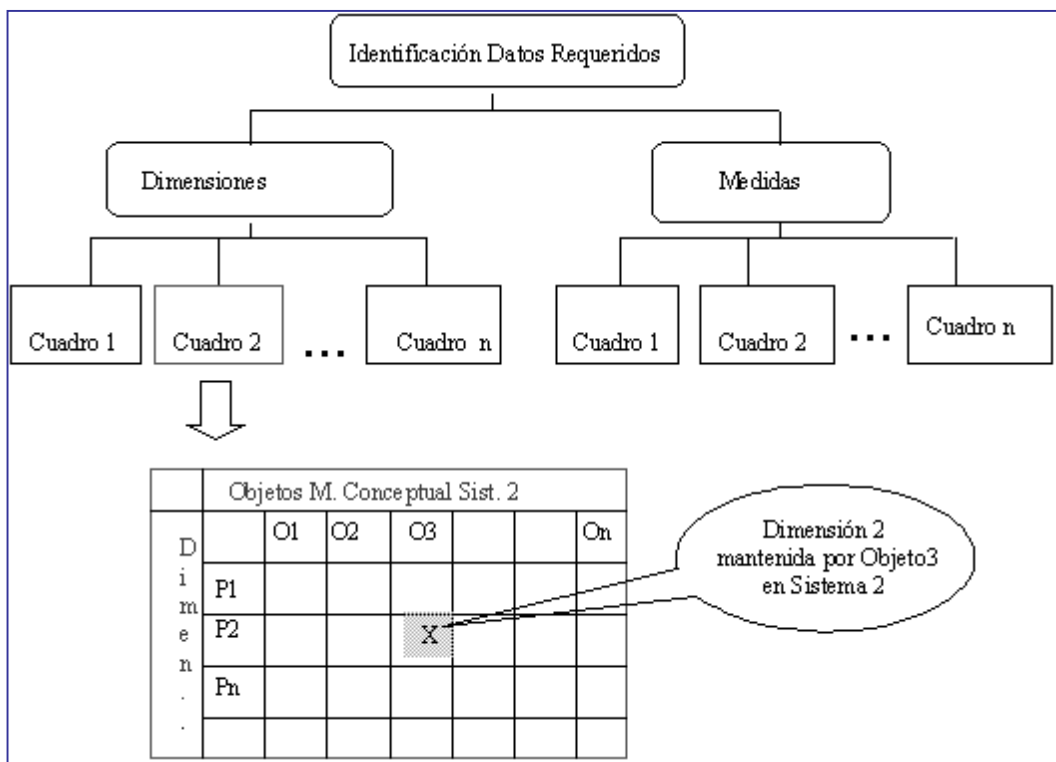 Identificación Datos Requeridos
Dimensiones
Medidas
Cuadro 1
Cuadro 2
...
Cuadro n
Cuadro 1
Cuadro 2
...
Cuadro n
Objetos M. Conceptual Sist. 2
Dimen..
O1 O2 O3 On
P1
P2 X
Pn
Dimensión 2
mantenida por Objeto3
en Sistema 2